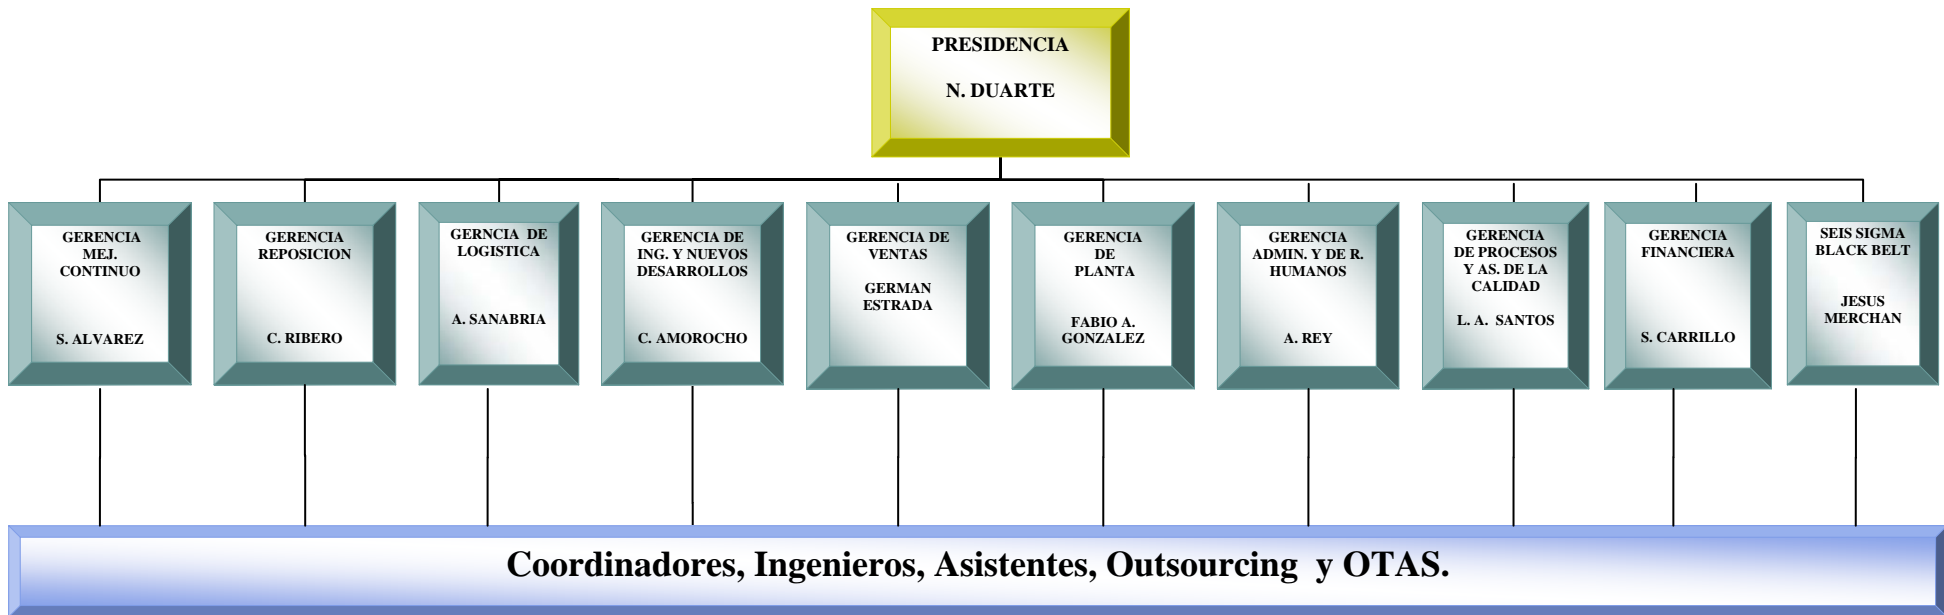 PRESIDENCIA
N. DUARTE
GERENCIA
MEJ.
CONTINUO
S. ALVAREZ
GERENCIA
REPOSICION
C. RIBERO
GERNCIA DE
LOGISTICA
A. SANABRIA
GERENCIA DE
ING. Y NUEVOS
DESARROLLOS
C. AMOROCHO
GERENCIA DE
VENTAS
GERMAN
ESTRADA
GERENCIA
DE
PLANTA
FABIO A.
GONZALEZ
GERENCIA
ADMIN. Y DE R.
HUMANOS
A. REY
GERENCIA
DE PROCESOS
Y AS. DE LA
CALIDAD
L. A. SANTOS
GERENCIA
FINANCIERA
S. CARRILLO
SEIS SIGMA
BLACK BELT
JESUS
MERCHAN
Coordinadores, Ingenieros, Asistentes, Outsourcing y OTAS.